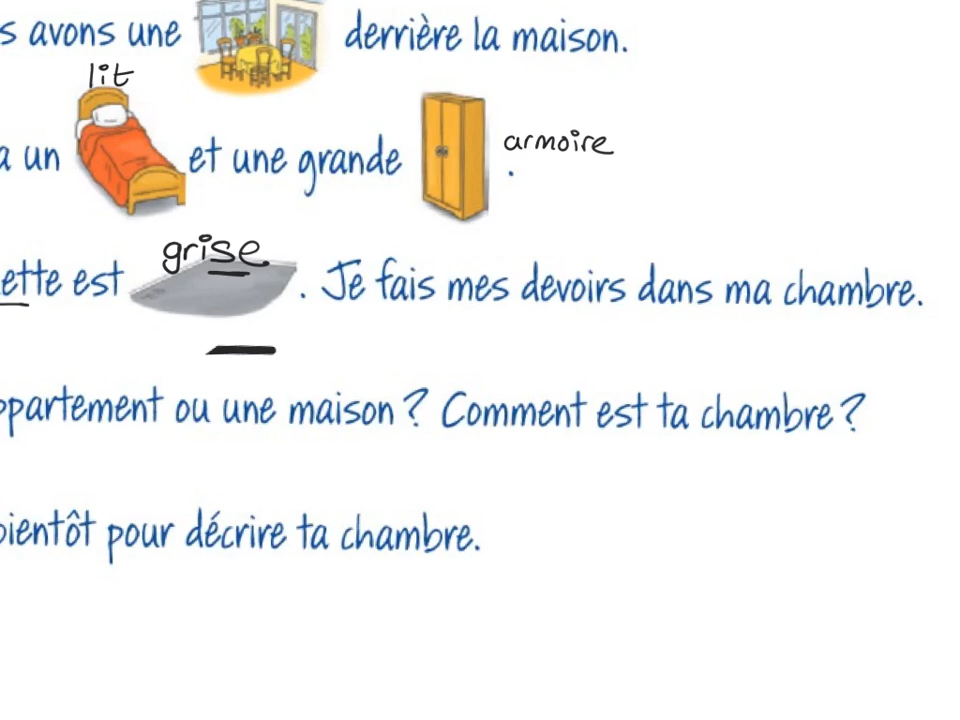 s avons une derrière la maison.
lit
a un et une grande . armoire
grise
ette est . Je fais mes devoirs dans ma chambre.
ppartement ou une maison ? Comment est ta chambre ?
bientôt pour décrire ta chambre.